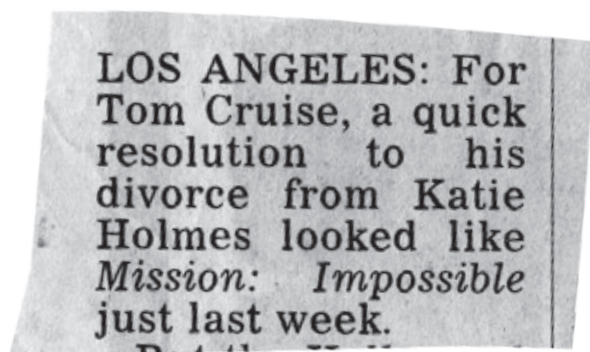 LOS ANGELES: For
Tom Cruise, a quick
resolution to his
divorce from Katie
Holmes looked like
Mission: Impossible
just last week.